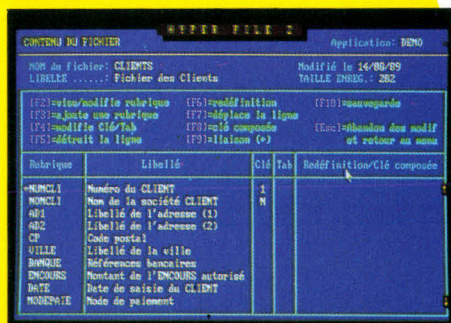 HYPER FILE 2
CONTENU DU FICHIER Application: DEMO
NOM du fichier: CLIENTS Modifié le 14/08/89
LIBELLE ......: Fichier des Clients TAILLE ENREG.: 282
[F2]=visu/modifie rubrique [F6]=redéfinition [F10]=sauvegarde
[F3]=ajoute une rubrique [F7]=déplace la ligne
[F4]=modifie Clé/Tab [F8]=clé composée [Esc]=Abandon des modif
[F5]=détruit la ligne [F9]=liaison (+) et retour au menu
Rubrique Libellé Clé Tab Redéfinition/Clé composée
+NUMCLI Numéro du CLIENT 1
NOMCLI Nom de la société CLIENT N
AD1 Libellé de l'adresse (1)
AD2 Libellé de l'adresse (2)
CP Code postal
VILLE Libellé de la ville
BANQUE Références bancaires
ENCOURS Montant de l'ENCOURS autorisé
DATE Date de saisie du CLIENT
MODEPAIE Mode de paiement